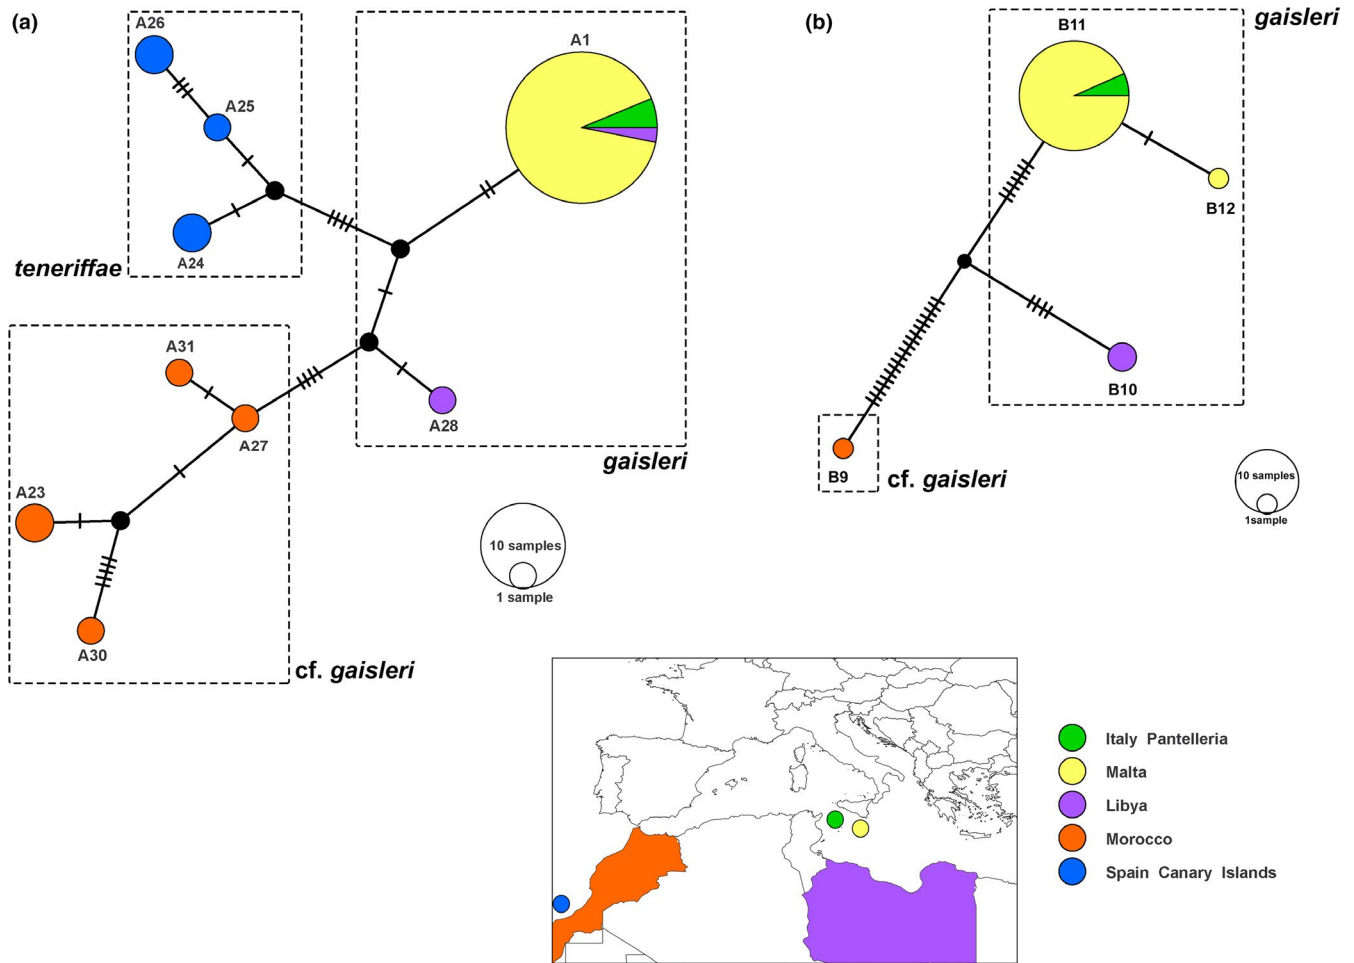 (a)
A26
A25
A24
teneriffae
A1
A28
gaisleri
A31
A27
A23
A30
cf. gaisleri
10 samples
1 sample
(b)
gaisleri
B11
B12
B10
B9
cf. gaisleri
10 samples
1sample
Italy Pantelleria
Malta
Libya
Morocco
Spain Canary Islands